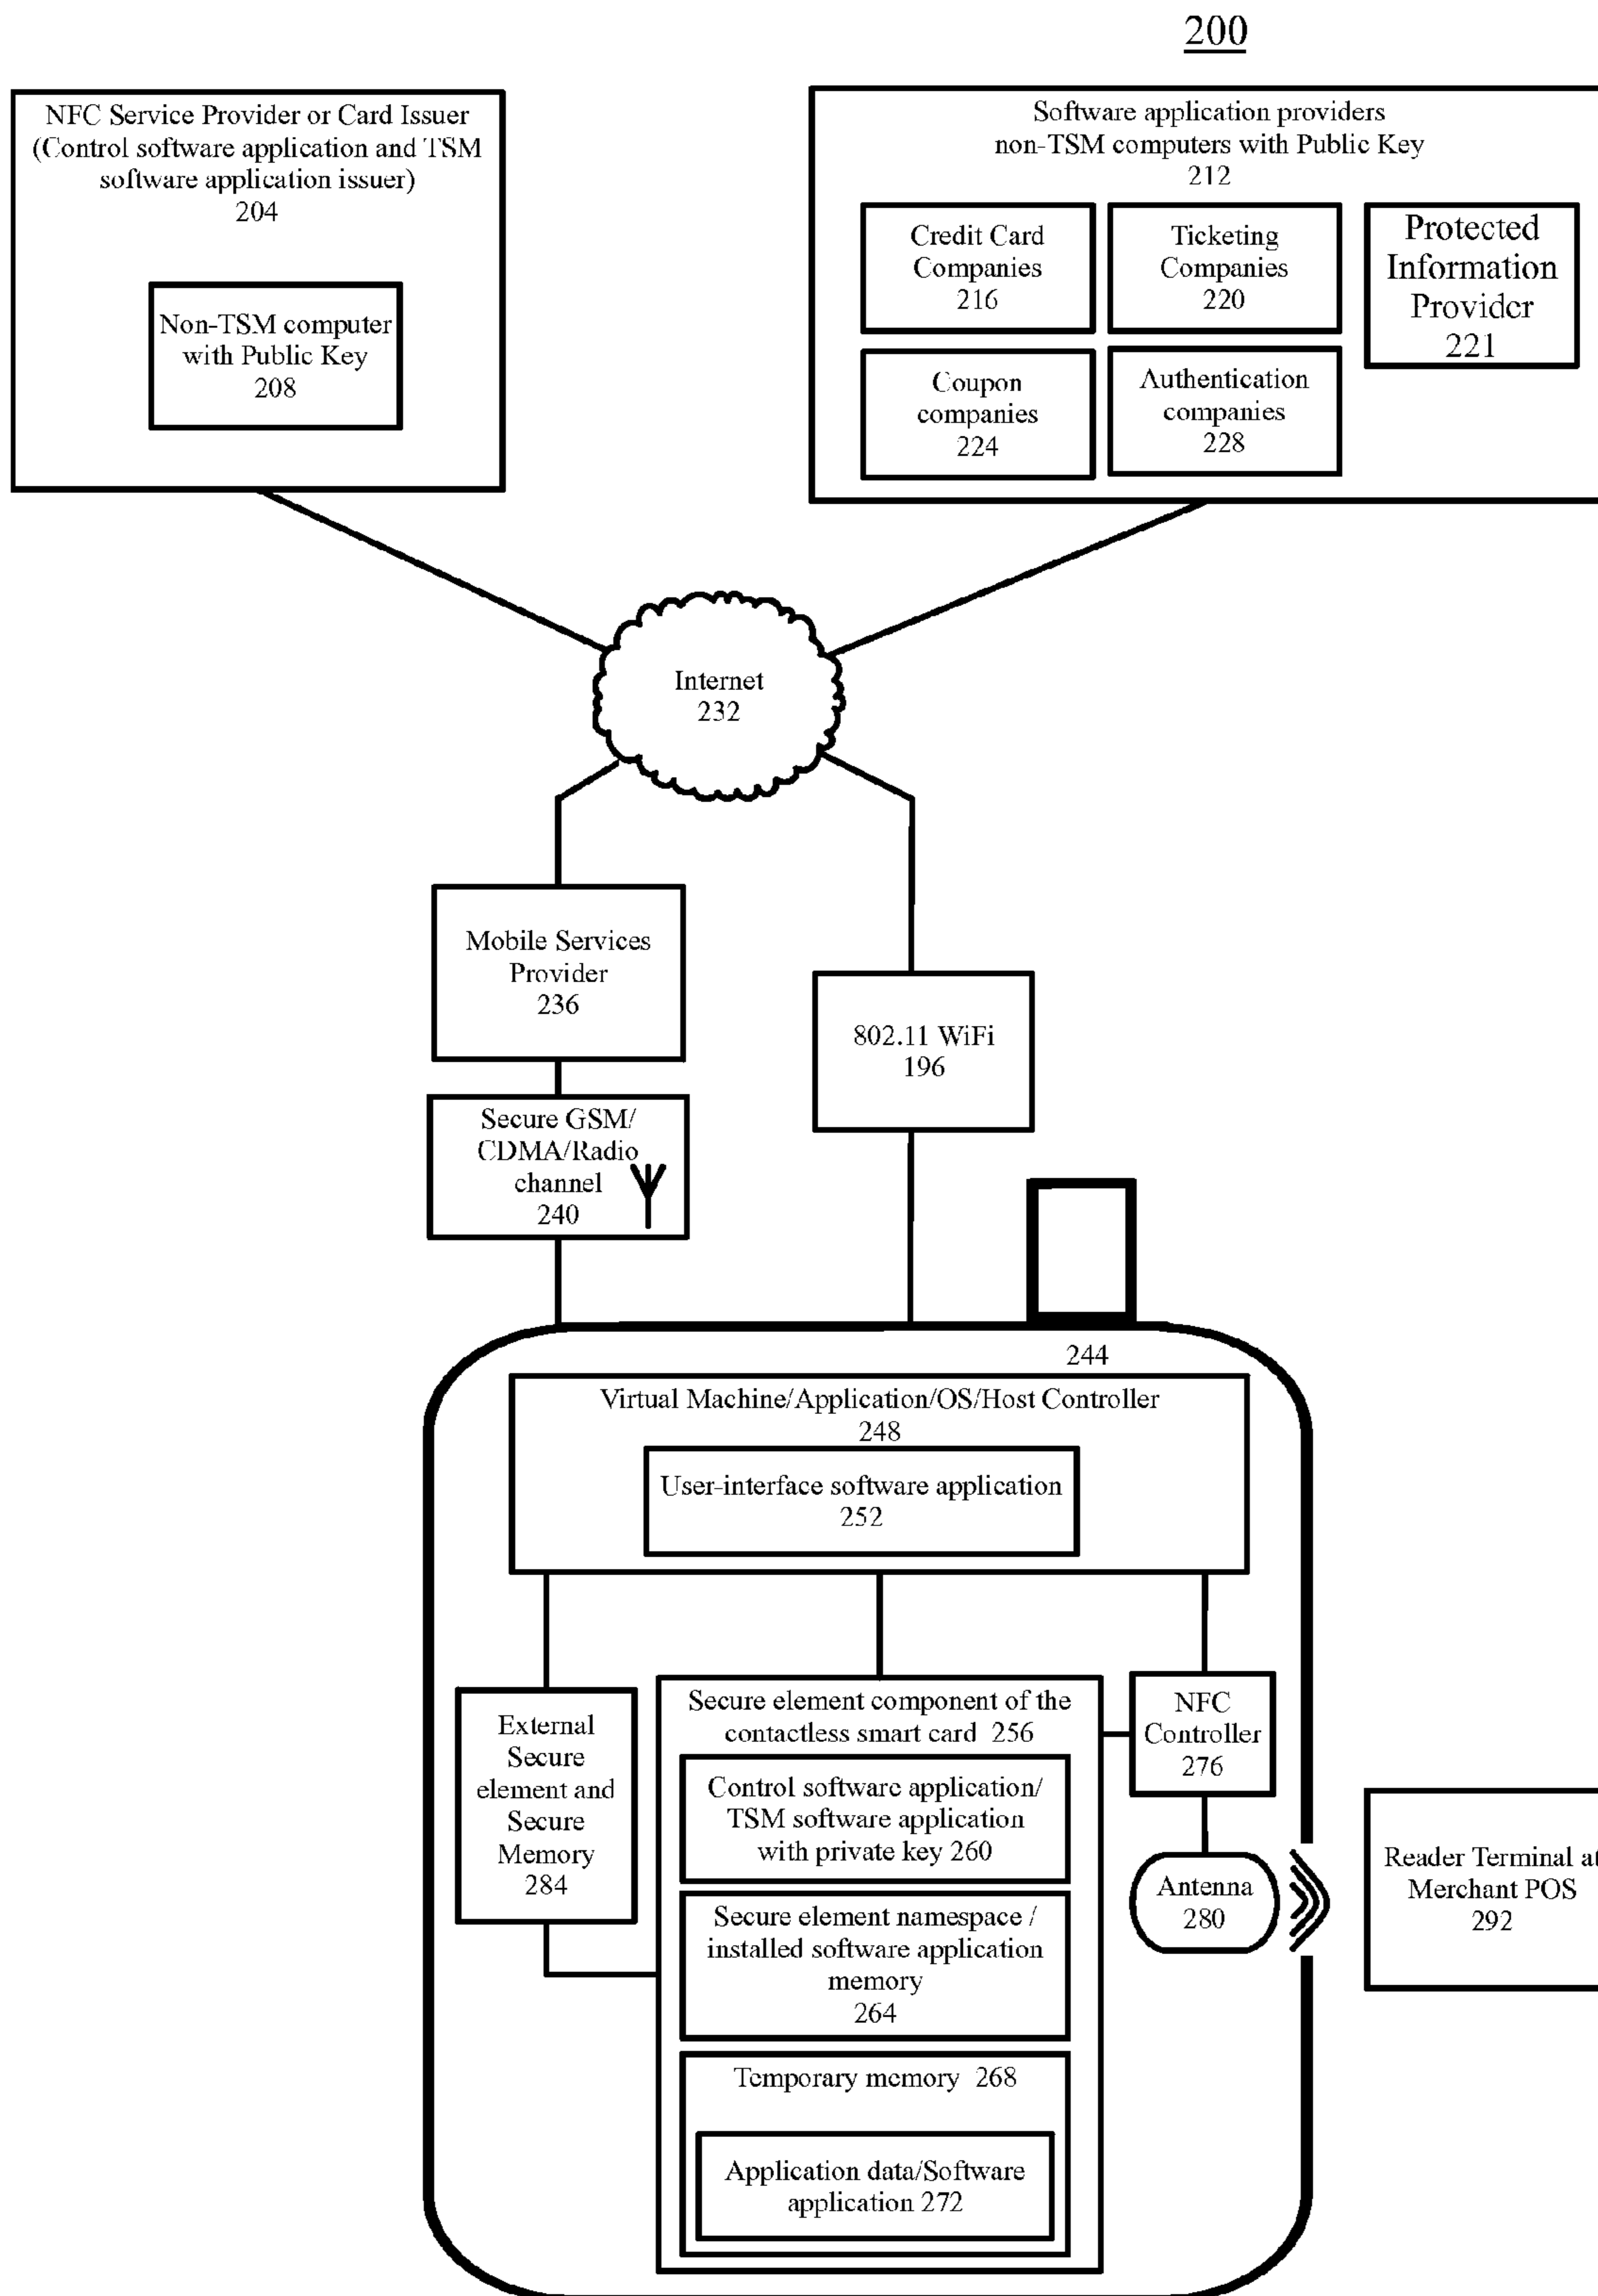 200
NFC Service Provider or Card Issuer
(Control software application and TSM
software application issuer)
204
Non-TSM computer
with Public Key
208
Software application providers
non-TSM computers with Public Key
212
Credit Card
Companies
216
Ticketing
Companies
220
Protected
Information
Provider
221
Coupon
companies
224
Authentication
companies
228
Internet
232
Mobile Services
Provider
236
802.11 WiFi
196
Secure GSM/
CDMA/Radio
channel
240
244
Virtual Machine/Application/OS/Host Controller
248
User-interface software application
252
External
Secure
element and
Secure
Memory
284
Secure element component of the
contactless smart card 256
Control software application/
TSM software application
with private key 260
Secure element namespace /
installed software application
memory
264
Temporary memory 268
Application data/Software
application 272
NFC
Controller
276
Antenna
280
Reader Terminal at
Merchant POS
292